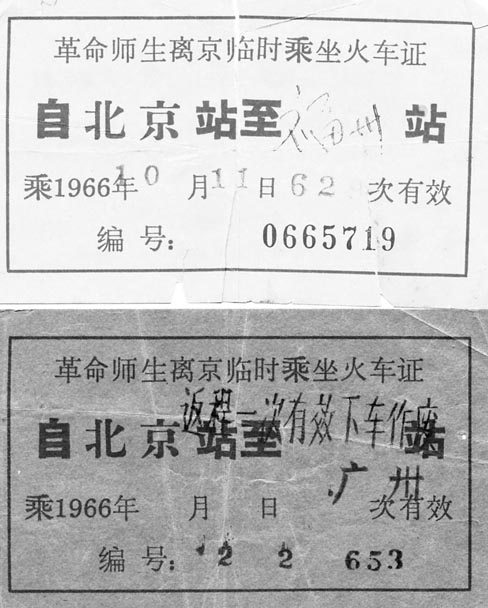 革命师生离京临时乘坐火车证
自北京站至福州站
乘1966年10月11日62次有效
编号：0665719
革命师生离京临时乘坐火车证
返程一次有效下车作废
自北京站至 站
广州
乘1966年 月 日 次有效
编号：122653